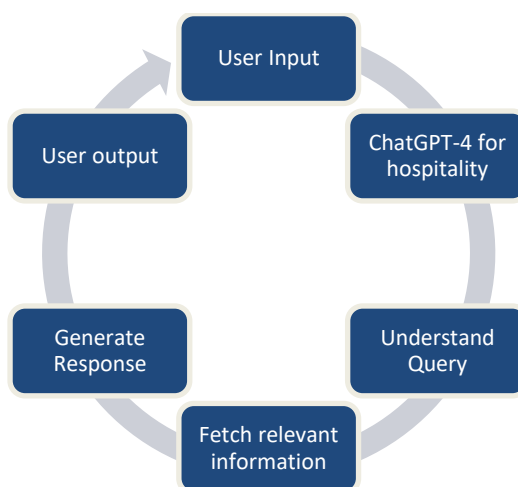 User Input
ChatGPT-4 for
hospitality
Understand
Query
Fetch relevant
information
Generate
Response
User output